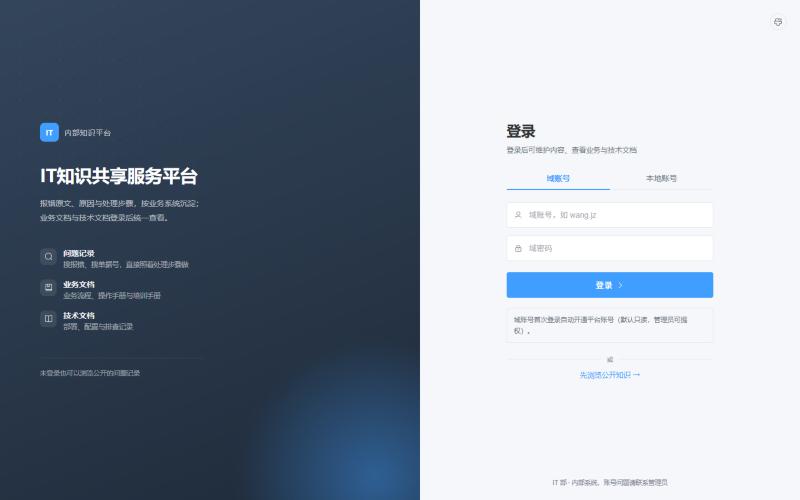 IT 内部知识平台
IT知识共享服务平台
报错原文、原因与处理步骤，按业务系统沉淀；
业务文档与技术文档登录后统一查看。
问题记录
搜报错、搜单据号，直接照着处理步骤做
业务文档
业务流程、操作手册与培训手册
技术文档
部署、配置与排查记录
未登录也可以浏览公开的问题记录
登录
登录后可维护内容、查看业务与技术文档
域账号 本地账号
域账号，如 wang.jz
域密码
登录 >
域账号首次登录自动开通平台账号（默认只读，管理员可提
权）。
或
先浏览公开知识 →
IT 部 · 内部系统，账号问题请联系管理员